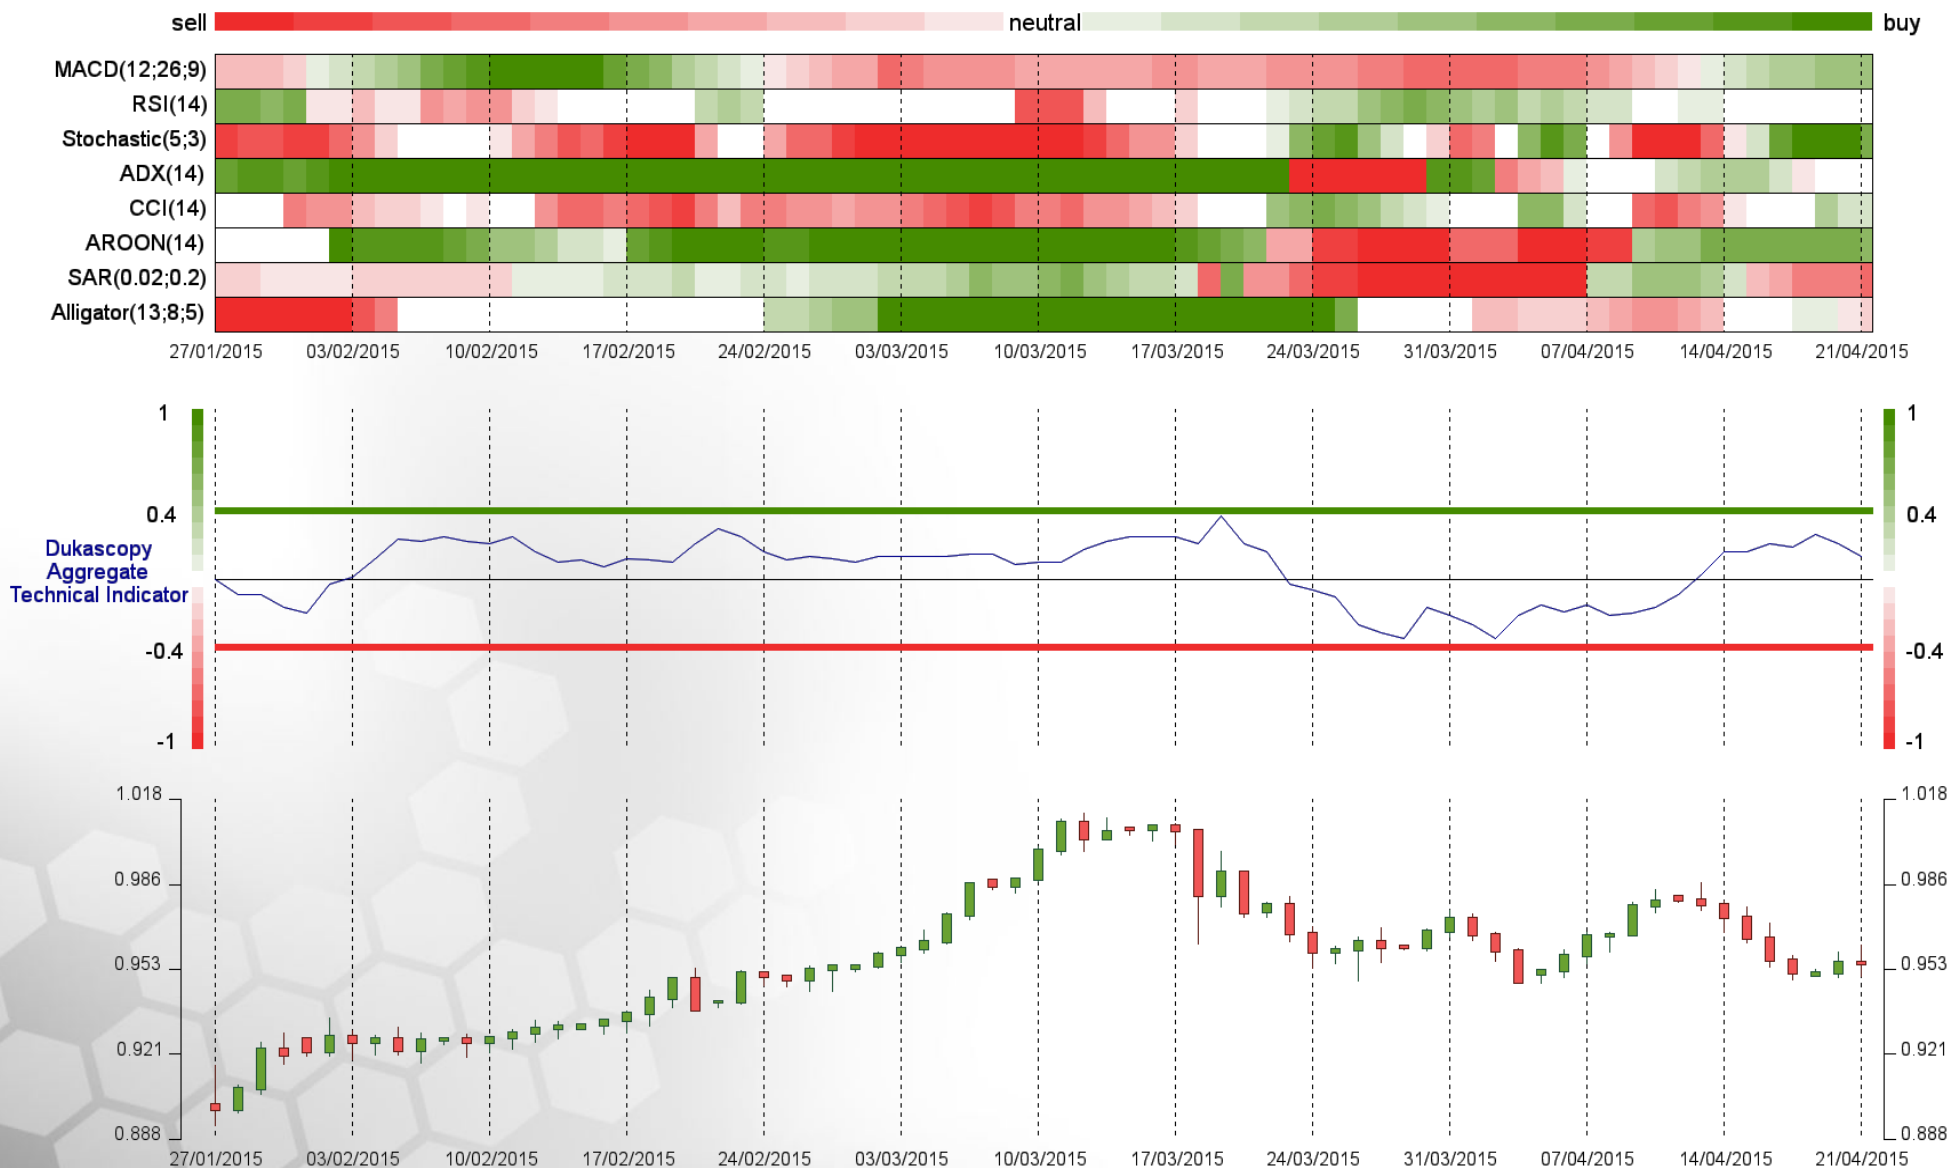 sell neutral buy
MACD(12;26;9)
RSI(14)
Stochastic(5;3)
ADX(14)
CCI(14)
AROON(14)
SAR(0.02;0.2)
Alligator(13;8;5)
27/01/2015 03/02/2015 10/02/2015 17/02/2015 24/02/2015 03/03/2015 10/03/2015 17/03/2015 24/03/2015 31/03/2015 07/04/2015 14/04/2015 21/04/2015
1 1
0.4 0.4
Dukascopy
Aggregate
Technical Indicator
-0.4 -0.4
-1 -1
1.018 1.018
0.986 0.986
0.953 0.953
0.921 0.921
0.888 0.888
27/01/2015 03/02/2015 10/02/2015 17/02/2015 24/02/2015 03/03/2015 10/03/2015 17/03/2015 24/03/2015 31/03/2015 07/04/2015 14/04/2015 21/04/2015